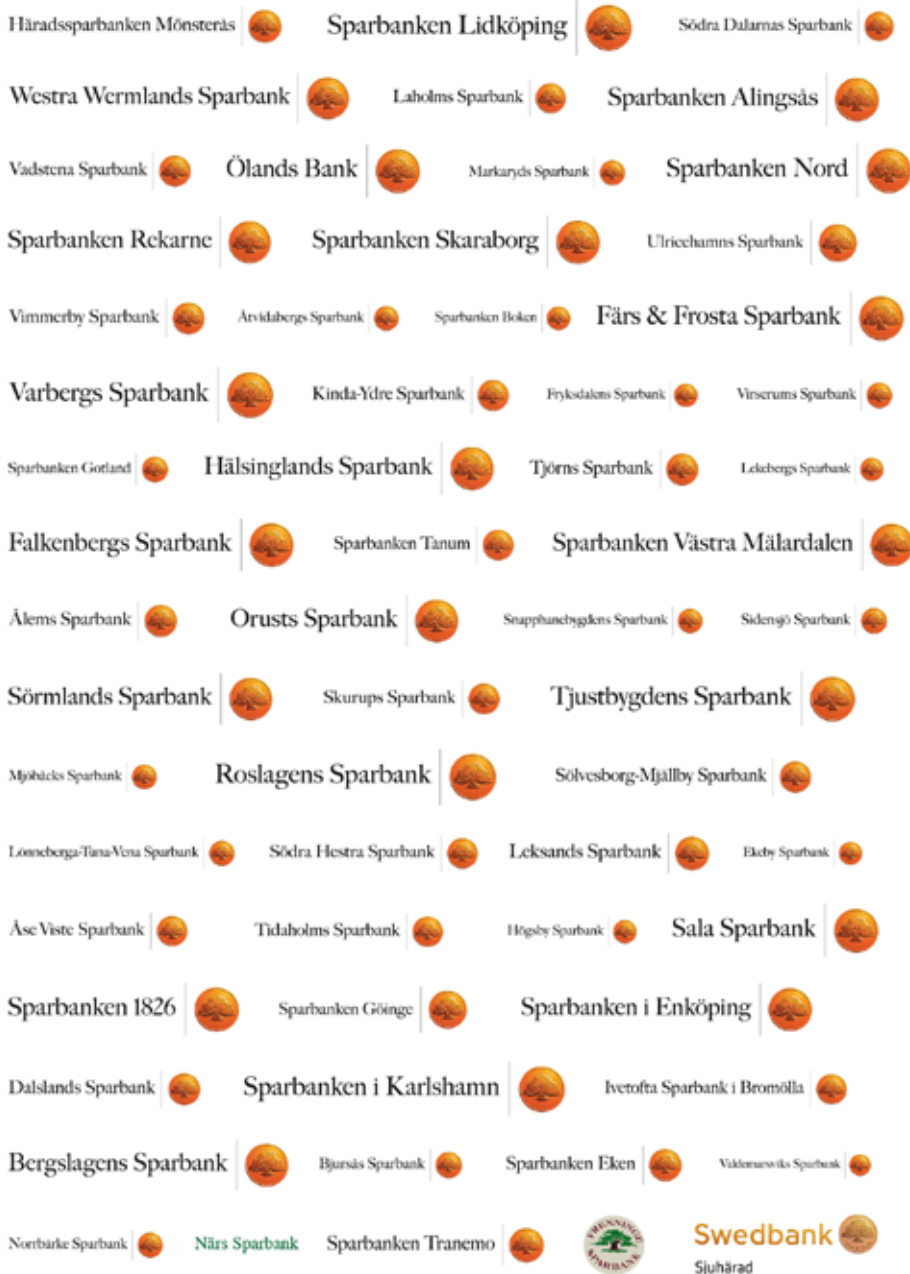 Häradssparbanken Mönsterås Sparbanken Lidköping Södra Dalarnas Sparbank
Westra Wermlands Sparbank Laholms Sparbank Sparbanken Alingsås
Vadstena Sparbank Ölands Bank Markaryds Sparbank Sparbanken Nord
Sparbanken Rekarne Sparbanken Skaraborg Ulricehamns Sparbank
Vimmerby Sparbank Åtvidabergs Sparbank Sparbanken Boken Färs & Frosta Sparbank
Varbergs Sparbank Kinda-Ydre Sparbank Fryksdalens Sparbank Virserums Sparbank
Sparbanken Gotland Hälsinglands Sparbank Tjörns Sparbank Lekebergs Sparbank
Falkenbergs Sparbank Sparbanken Tanum Sparbanken Västra Mälardalen
Ålems Sparbank Orusts Sparbank Snapphanebygdens Sparbank Sidensjö Sparbank
Sörmlands Sparbank Skurups Sparbank Tjustbygdens Sparbank
Mjöbäcks Sparbank Roslagens Sparbank Sölvesborg-Mjällby Sparbank
Lönneberga-Tuna-Vena Sparbank Södra Hestra Sparbank Leksands Sparbank Ekeby Sparbank
Åse Viste Sparbank Tidaholms Sparbank Högsby Sparbank Sala Sparbank
Sparbanken 1826 Sparbanken Göinge Sparbanken i Enköping
Dalslands Sparbank Sparbanken i Karlshamn Ivetofta Sparbank i Bromölla
Bergslagens Sparbank Bjursås Sparbank Sparbanken Eken Valdemarsviks Sparbank
Norrbärke Sparbank Närs Sparbank Sparbanken Tranemo FRENNINGE SPARBANK Swedbank
Sjuhärad